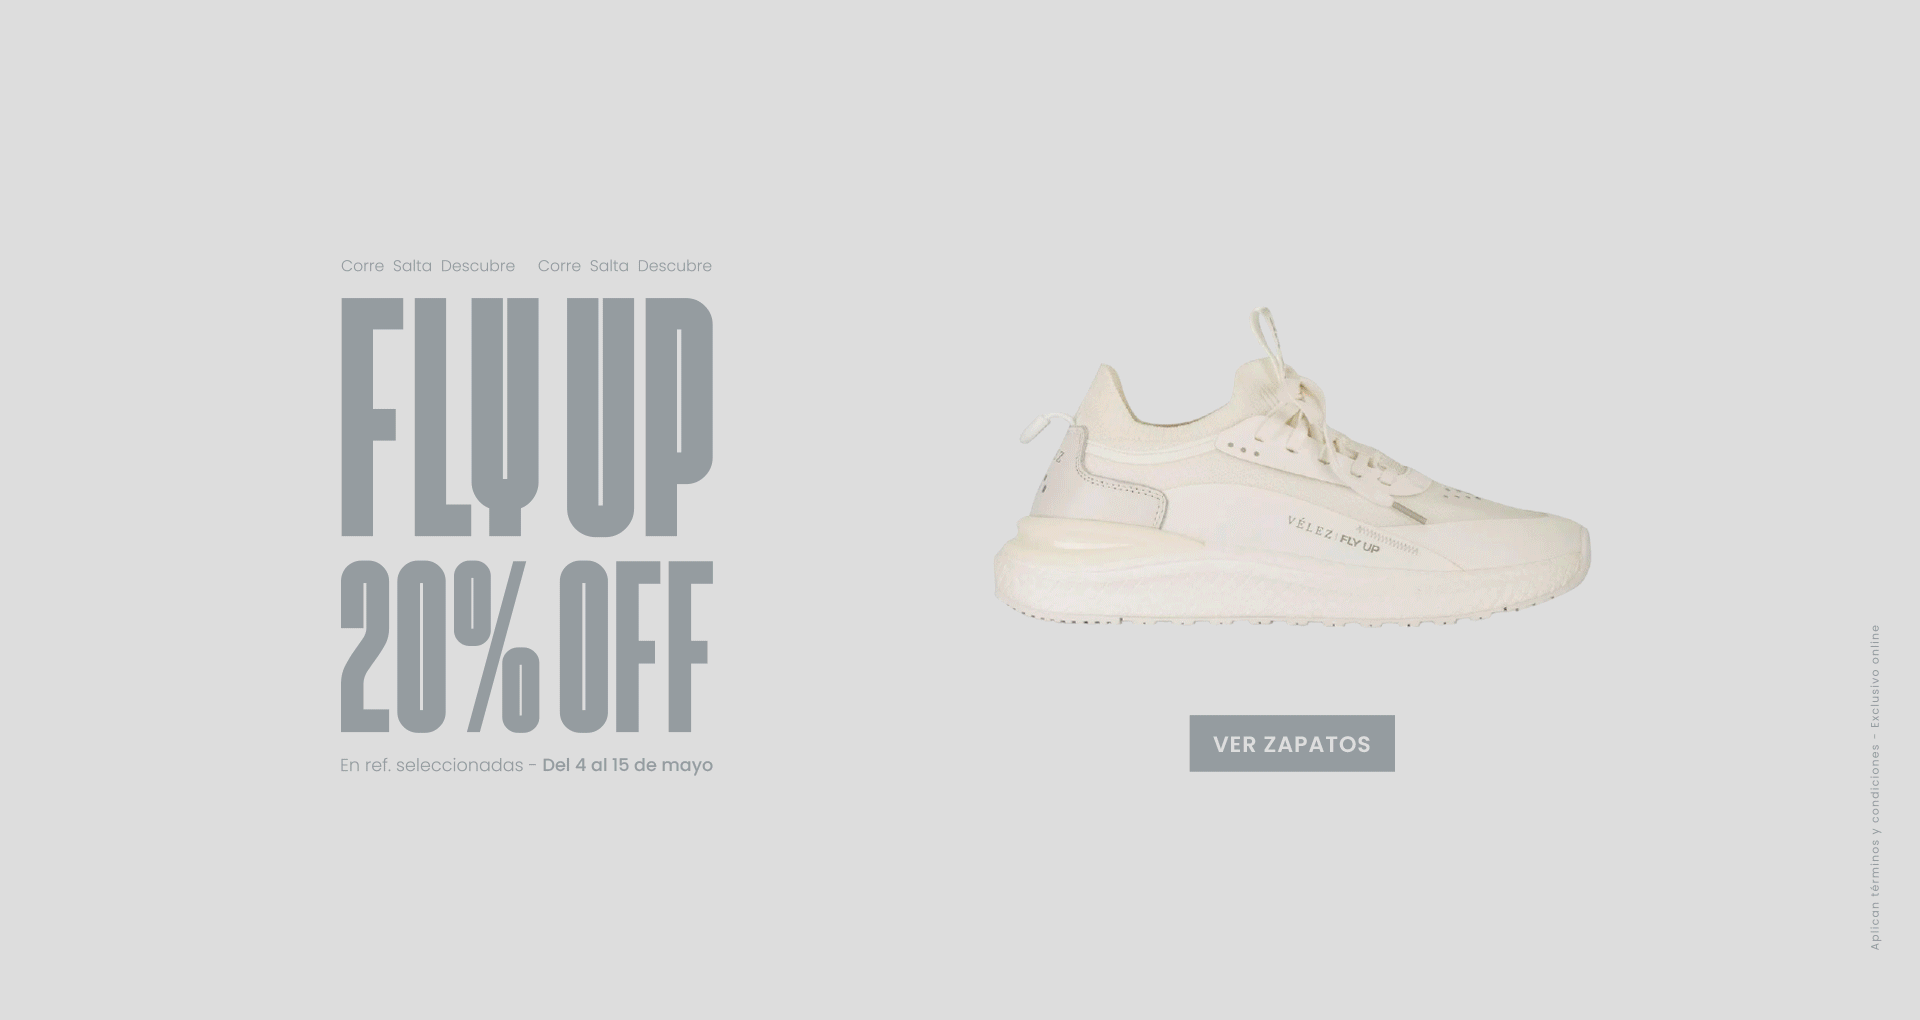 Corre Salta Descubre Corre Salta Descubre
FLY UP
20% OFF
En ref. seleccionadas - Del 4 al 15 de mayo
VÉLEZ FLY UP
VER ZAPATOS
Aplican términos y condiciones - Exclusivo online